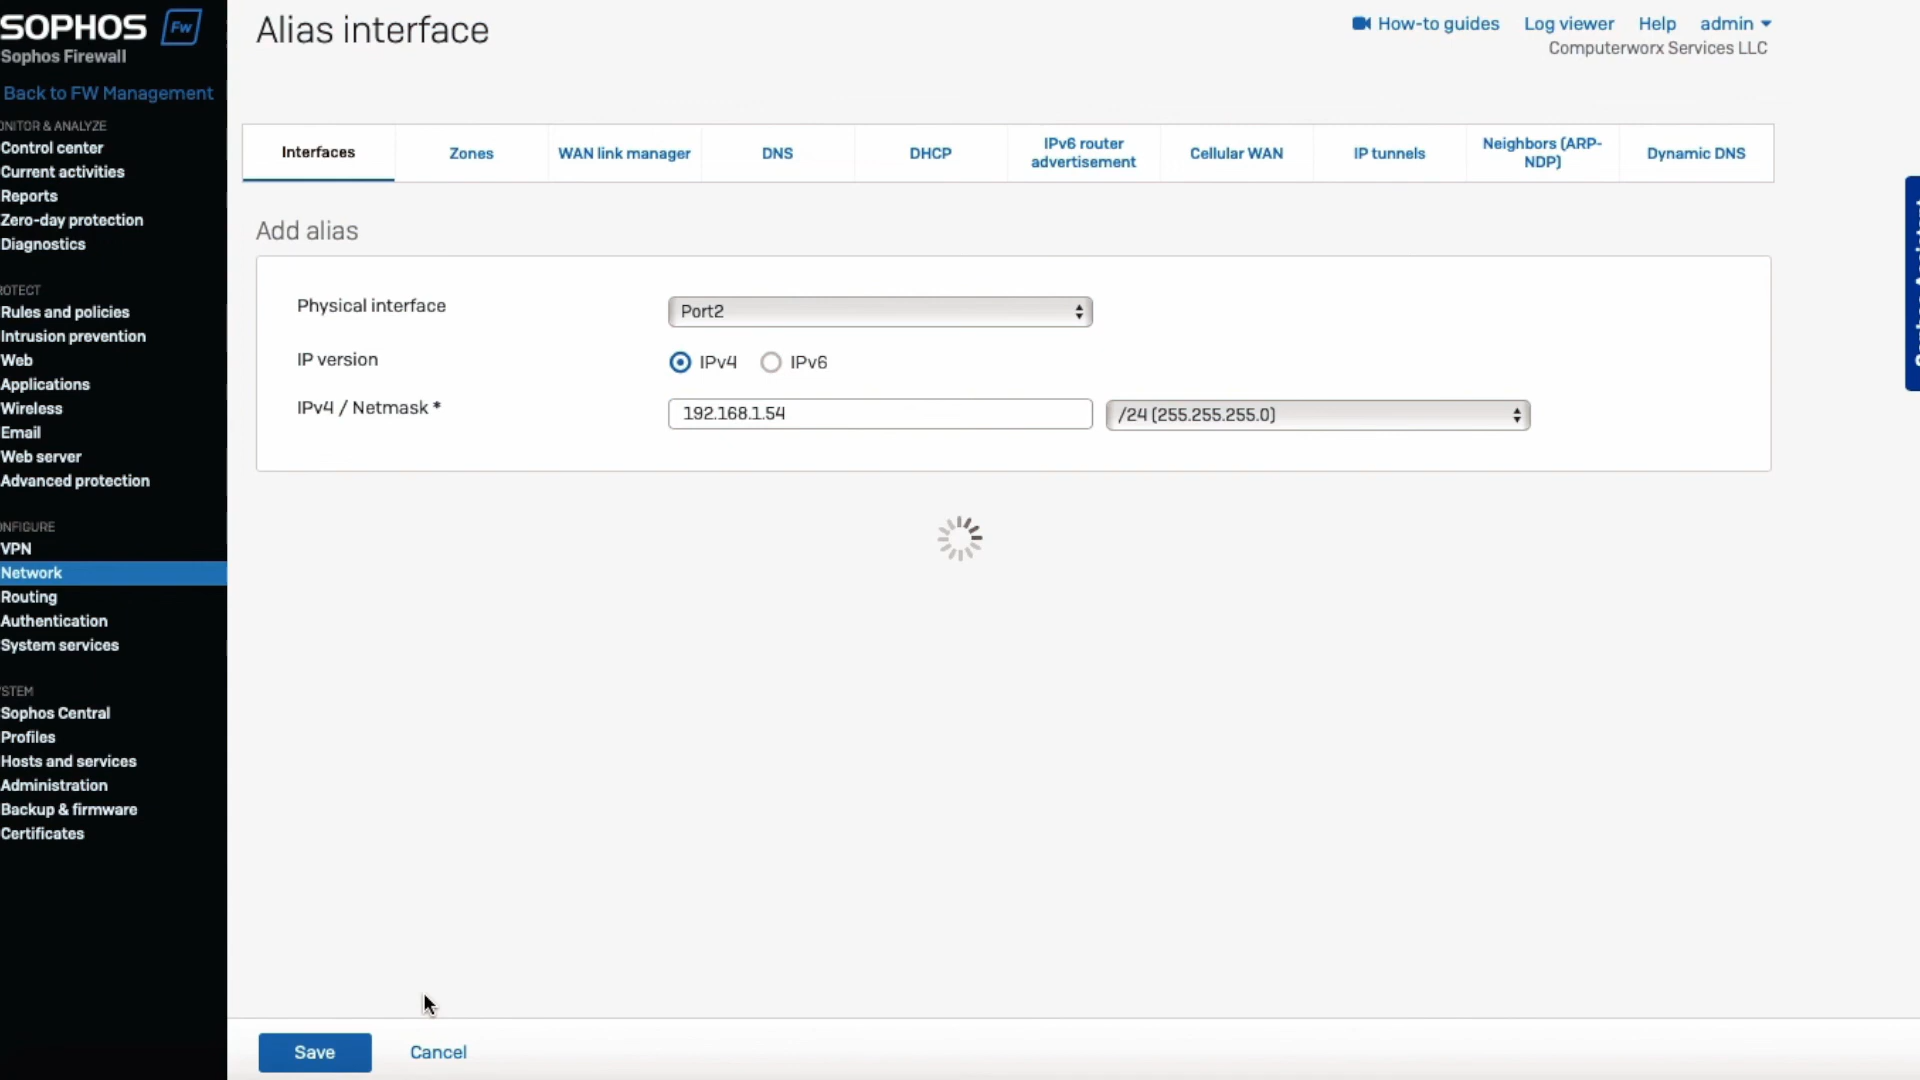 SOPHOS Fw
Sophos Firewall
Back to FW Management
ONITOR & ANALYZE
Control center
Current activities
Reports
Zero-day protection
Diagnostics
ROTECT
Rules and policies
Intrusion prevention
Web
Applications
Wireless
Email
Web server
Advanced protection
ONFIGURE
VPN
Network
Routing
Authentication
System services
YSTEM
Sophos Central
Profiles
Hosts and services
Administration
Backup & firmware
Certificates
Alias interface
How-to guides Log viewer Help admin
Computerworx Services LLC
Interfaces
Zones
WAN link manager
DNS
DHCP
IPv6 router
advertisement
Cellular WAN
IP tunnels
Neighbors (ARP-
NDP)
Dynamic DNS
Add alias
Physical interface
Port2
IP version
IPv4 IPv6
IPv4 / Netmask *
192.168.1.54
/24 (255.255.255.0)
Save Cancel